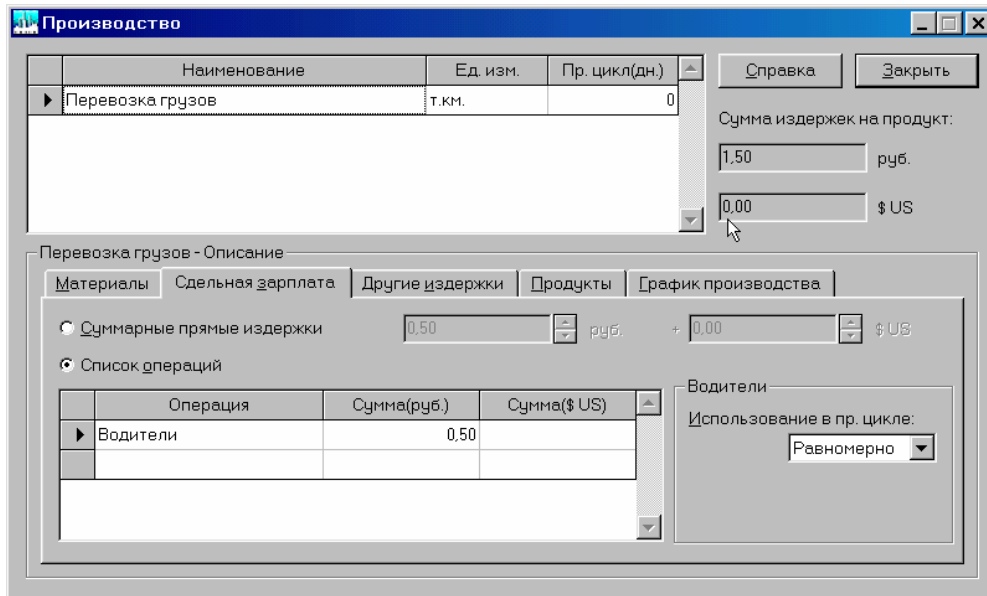 Производство
Наименование Ед. изм. Пр. цикл(дн.) Справка Закрыть
Перевозка грузов т.км. 0
Сумма издержек на продукт:
1,50 руб.
0,00 $ US
Перевозка грузов - Описание
Материалы Сдельная зарплата Другие издержки Продукты График производства
Суммарные прямые издержки 0,50 руб. + 0,00 $ US
Список операций
Водители
Операция Сумма(руб.) Сумма($ US)
Использование в пр. цикле:
Водители 0,50
Равномерно